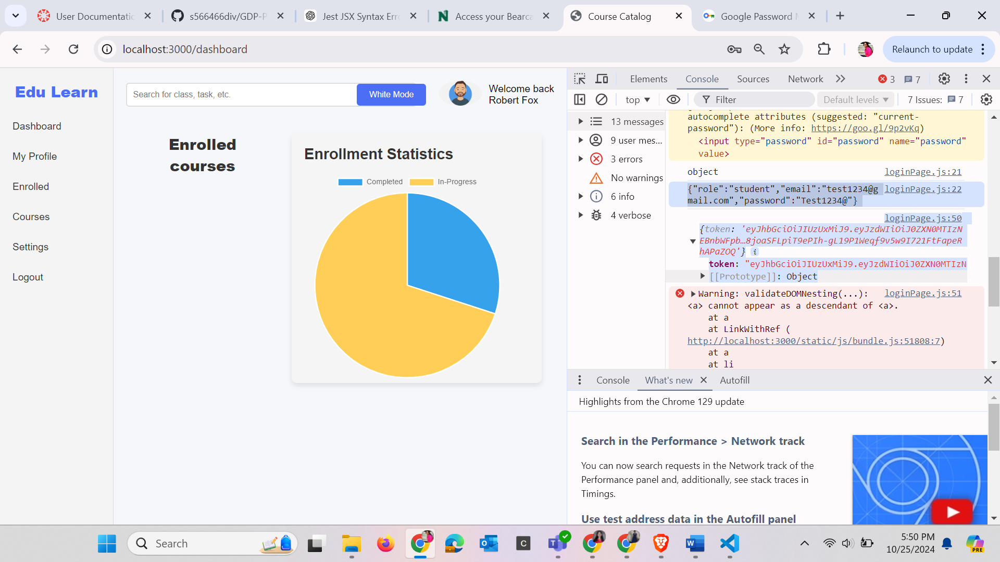 User Documentatio
s566466div/GDP-P
Jest JSX Syntax Erro
Access your Bearca
Course Catalog
Google Password M
localhost:3000/dashboard
Relaunch to update
Edu Learn
Search for class, task, etc.
White Mode
Welcome back
Robert Fox
Dashboard
My Profile
Enrolled
Courses
Settings
Logout
Enrolled
courses
Enrollment Statistics
Completed
In-Progress
Elements
Console
Sources
Network
3
7
top
Filter
Default levels
7 Issues:
7
13 messages
9 user mes...
3 errors
No warnings
6 info
4 verbose
autocomplete attributes (suggested: "current-
password"): (More info: https://goo.gl/9p2vKq)
<input type="password" id="password" name="password"
value>
object
loginPage.js:21
{"role":"student","email":"test1234@g
loginPage.js:22
mail.com","password":"Test1234@"}
loginPage.js:50
{token: 'eyJhbGciOiJIUzUxMiJ9.eyJzdWIiOiJ0ZXN0MTIzN
EBnbWFpb…8joaSFLpiT9ePIh-gL19P1Weqf9v5w9I721FtFapeR
hAPaZOQ'}
token: "eyJhbGciOiJIUzUxMiJ9.eyJzdWIiOiJ0ZXN0MTIzN
[[Prototype]]: Object
Warning: validateDOMNesting(...):
loginPage.js:51
<a> cannot appear as a descendant of <a>.
at a
at LinkWithRef (
http://localhost:3000/static/js/bundle.js:51808:7)
at a
at li
Console
What's new
Autofill
Highlights from the Chrome 129 update
Search in the Performance > Network track
You can now search requests in the Network track of the
Performance panel and, additionally, see stack traces in
Timings.
Use test address data in the Autofill panel
Search
5:50 PM
10/25/2024
PRE